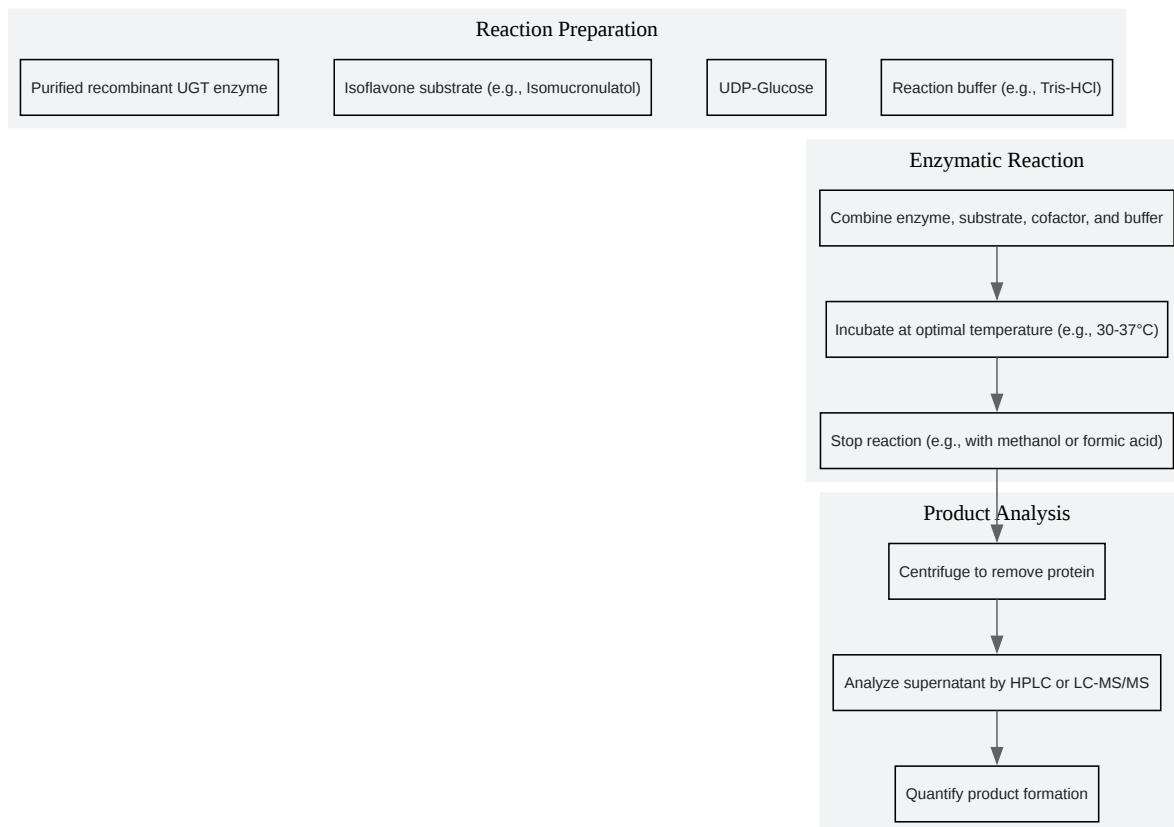 Reaction Preparation
Purified recombinant UGT enzyme
Isoflavone substrate (e.g., Isomucronulatol)
UDP-Glucose
Reaction buffer (e.g., Tris-HCl)
Enzymatic Reaction
Combine enzyme, substrate, cofactor, and buffer
Incubate at optimal temperature (e.g., 30-37°C)
Stop reaction (e.g., with methanol or formic acid)
Product Analysis
Centrifuge to remove protein
Analyze supernatant by HPLC or LC-MS/MS
Quantify product formation